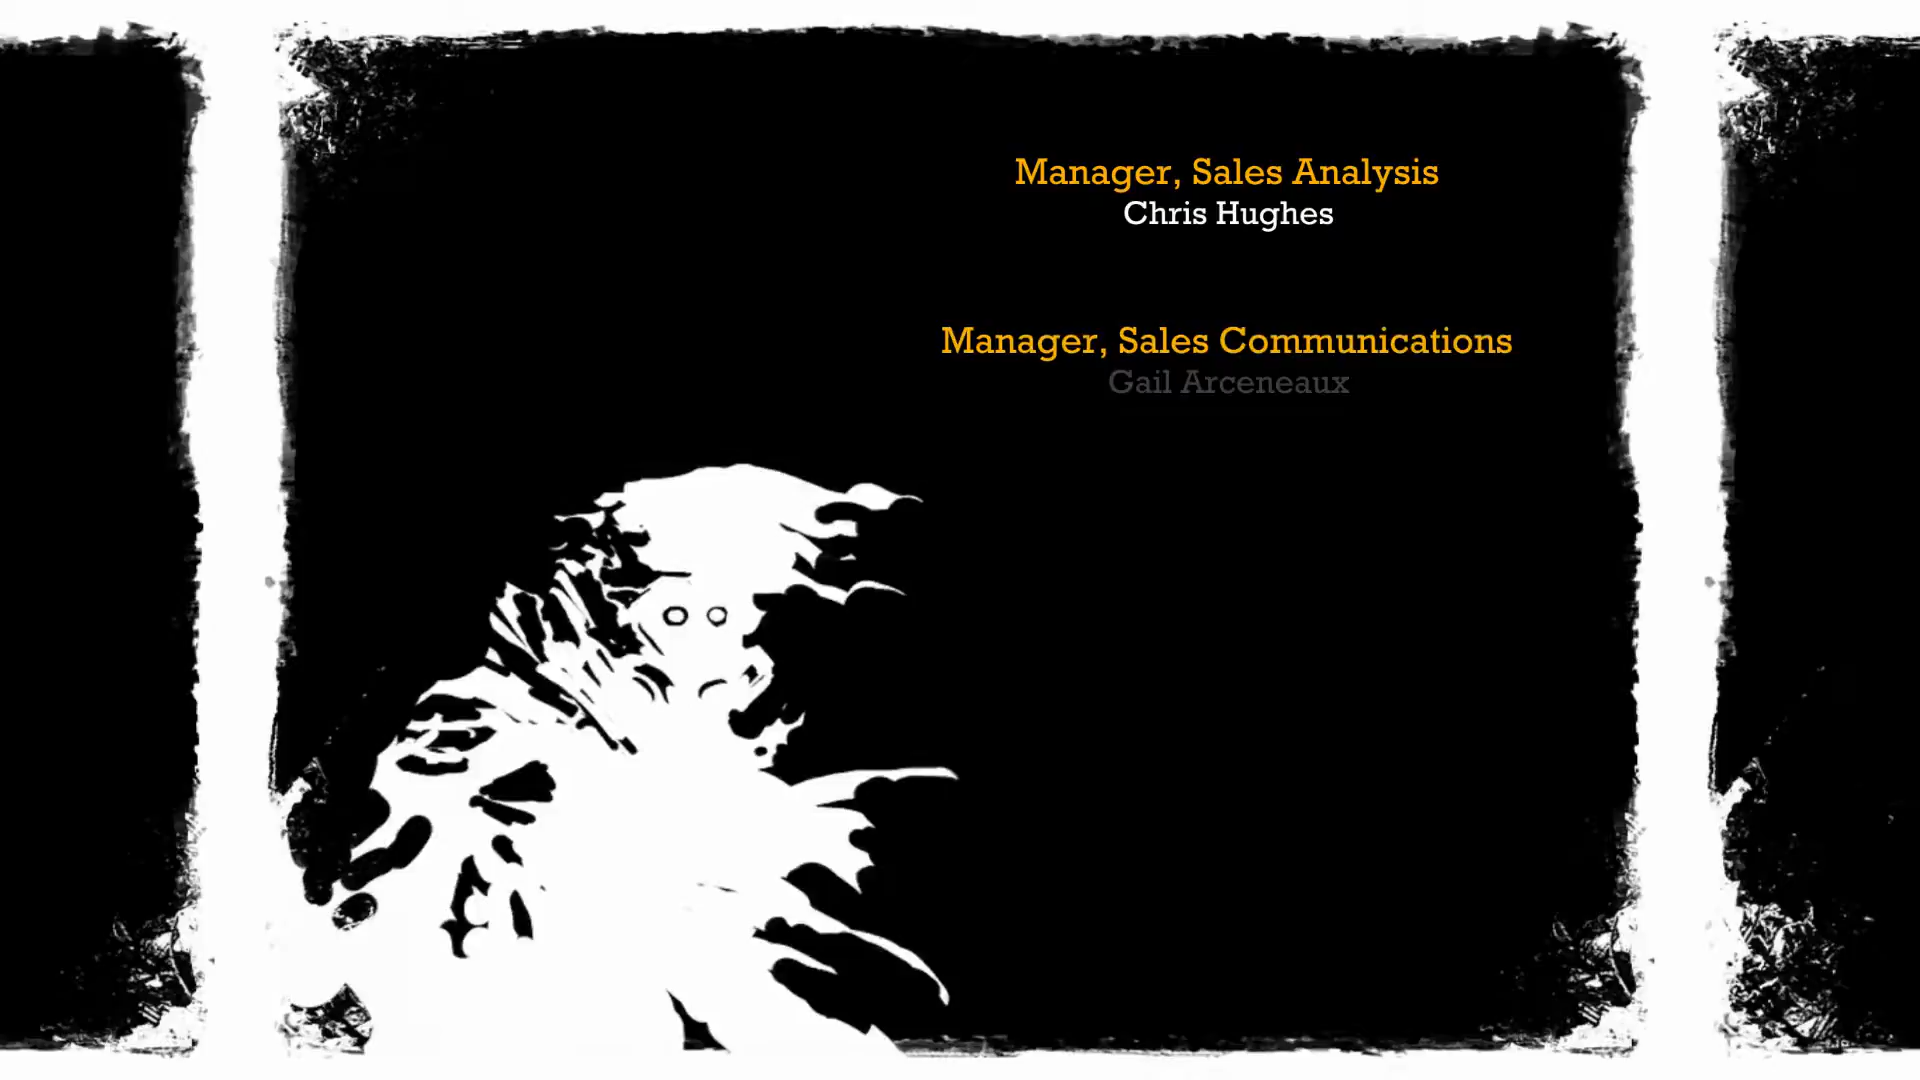 Manager, Sales Analysis
Chris Hughes
Manager, Sales Communications
Gail Arceneaux